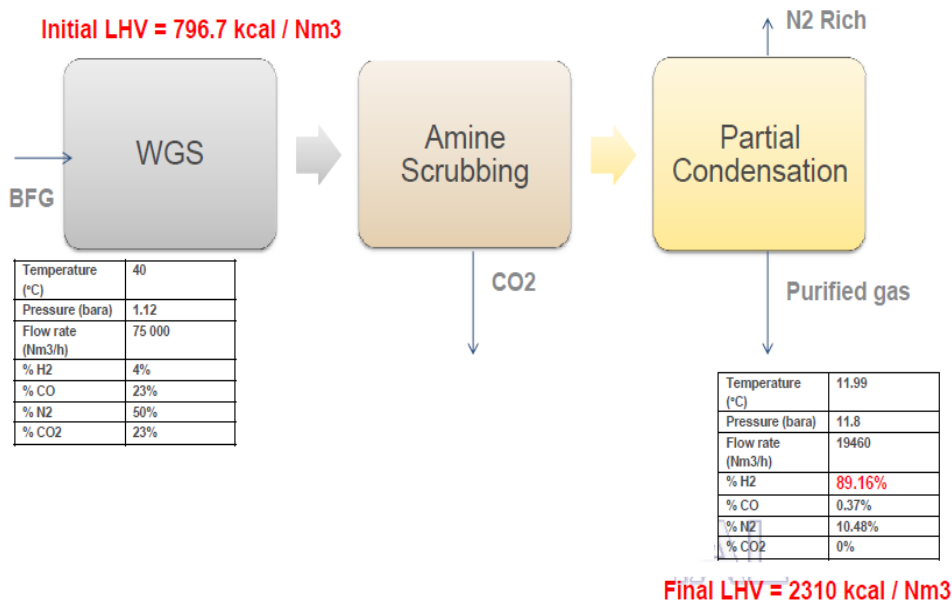 Initial LHV = 796.7 kcal / Nm3
N2 Rich
WGS
Amine
Scrubbing
Partial
Condensation
BFG
CO2
Purified gas
Temperature 40
(°C)
Pressure (bara) 1.12
Flow rate 75 000
(Nm3/h)
% H2 4%
% CO 23%
% N2 50%
% CO2 23%
Temperature 11.99
(°C)
Pressure (bara) 11.8
Flow rate 19460
(Nm3/h)
% H2 89.16%
% CO 0.37%
% N2 10.48%
% CO2 0%
Final LHV = 2310 kcal / Nm3